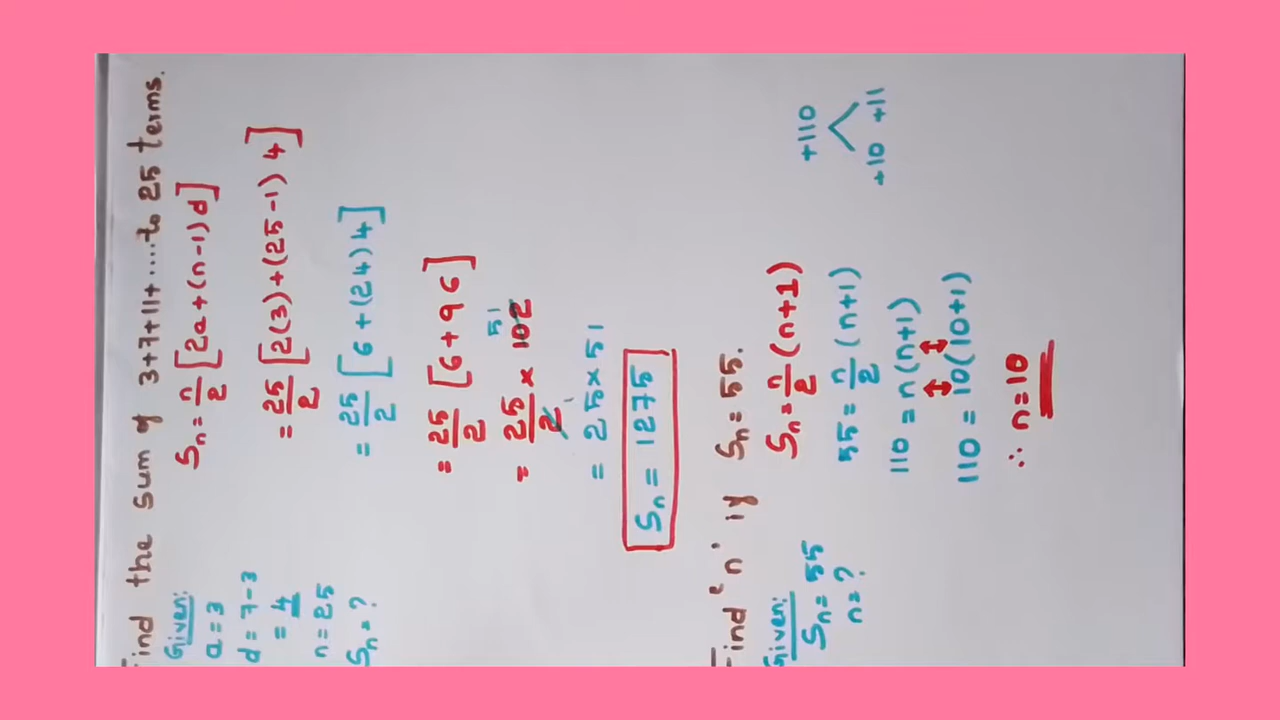 Find the sum of 3+7+11+....to 25 terms.
Given:
a=3
d=7-3
=4
n=25
Sn=?
Sn=n/2[2a+(n-1)d]
=25/2[2(3)+(25-1)4]
=25/2[6+(24)4]
=25/2[6+96]
=25/2×102
51
1
=25×51
Sn=1275
Find 'n' if Sn=55.
Given:
Sn=55
n=?
Sn=n/2(n+1)
55=n/2(n+1)
110=n(n+1)
110=10(10+1)
∴n=10
+110
+10 +11